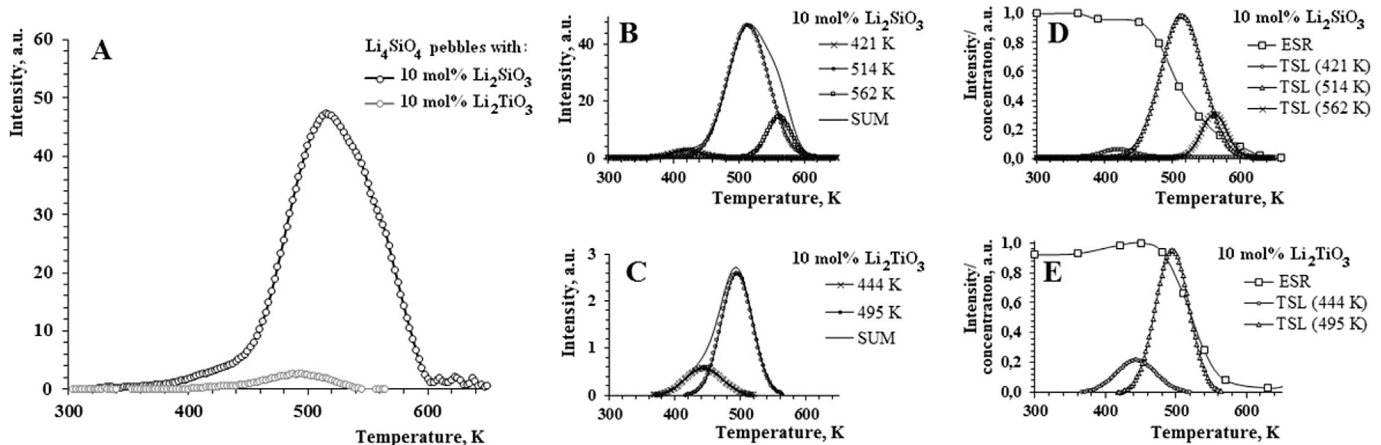 A
Intensity, a.u.
60
50
40
30
20
10
0
300
400
500
600
Temperature, K
Li₄SiO₄ pebbles with:
10 mol% Li₂SiO₃
10 mol% Li₂TiO₃
B
Intensity, a.u.
40
20
0
300
400
500
600
Temperature, K
10 mol% Li₂SiO₃
421 K
514 K
562 K
SUM
C
Intensity, a.u.
3
2
1
0
300
400
500
600
Temperature, K
10 mol% Li₂TiO₃
444 K
495 K
SUM
D
Intensity/
concentration, a.u.
1,0
0,8
0,6
0,4
0,2
0,0
300
400
500
600
Temperature, K
10 mol% Li₂SiO₃
ESR
TSL (421 K)
TSL (514 K)
TSL (562 K)
E
Intensity/
concentration, a.u.
1,0
0,8
0,6
0,4
0,2
0,0
300
400
500
600
Temperature, K
10 mol% Li₂TiO₃
ESR
TSL (444 K)
TSL (495 K)